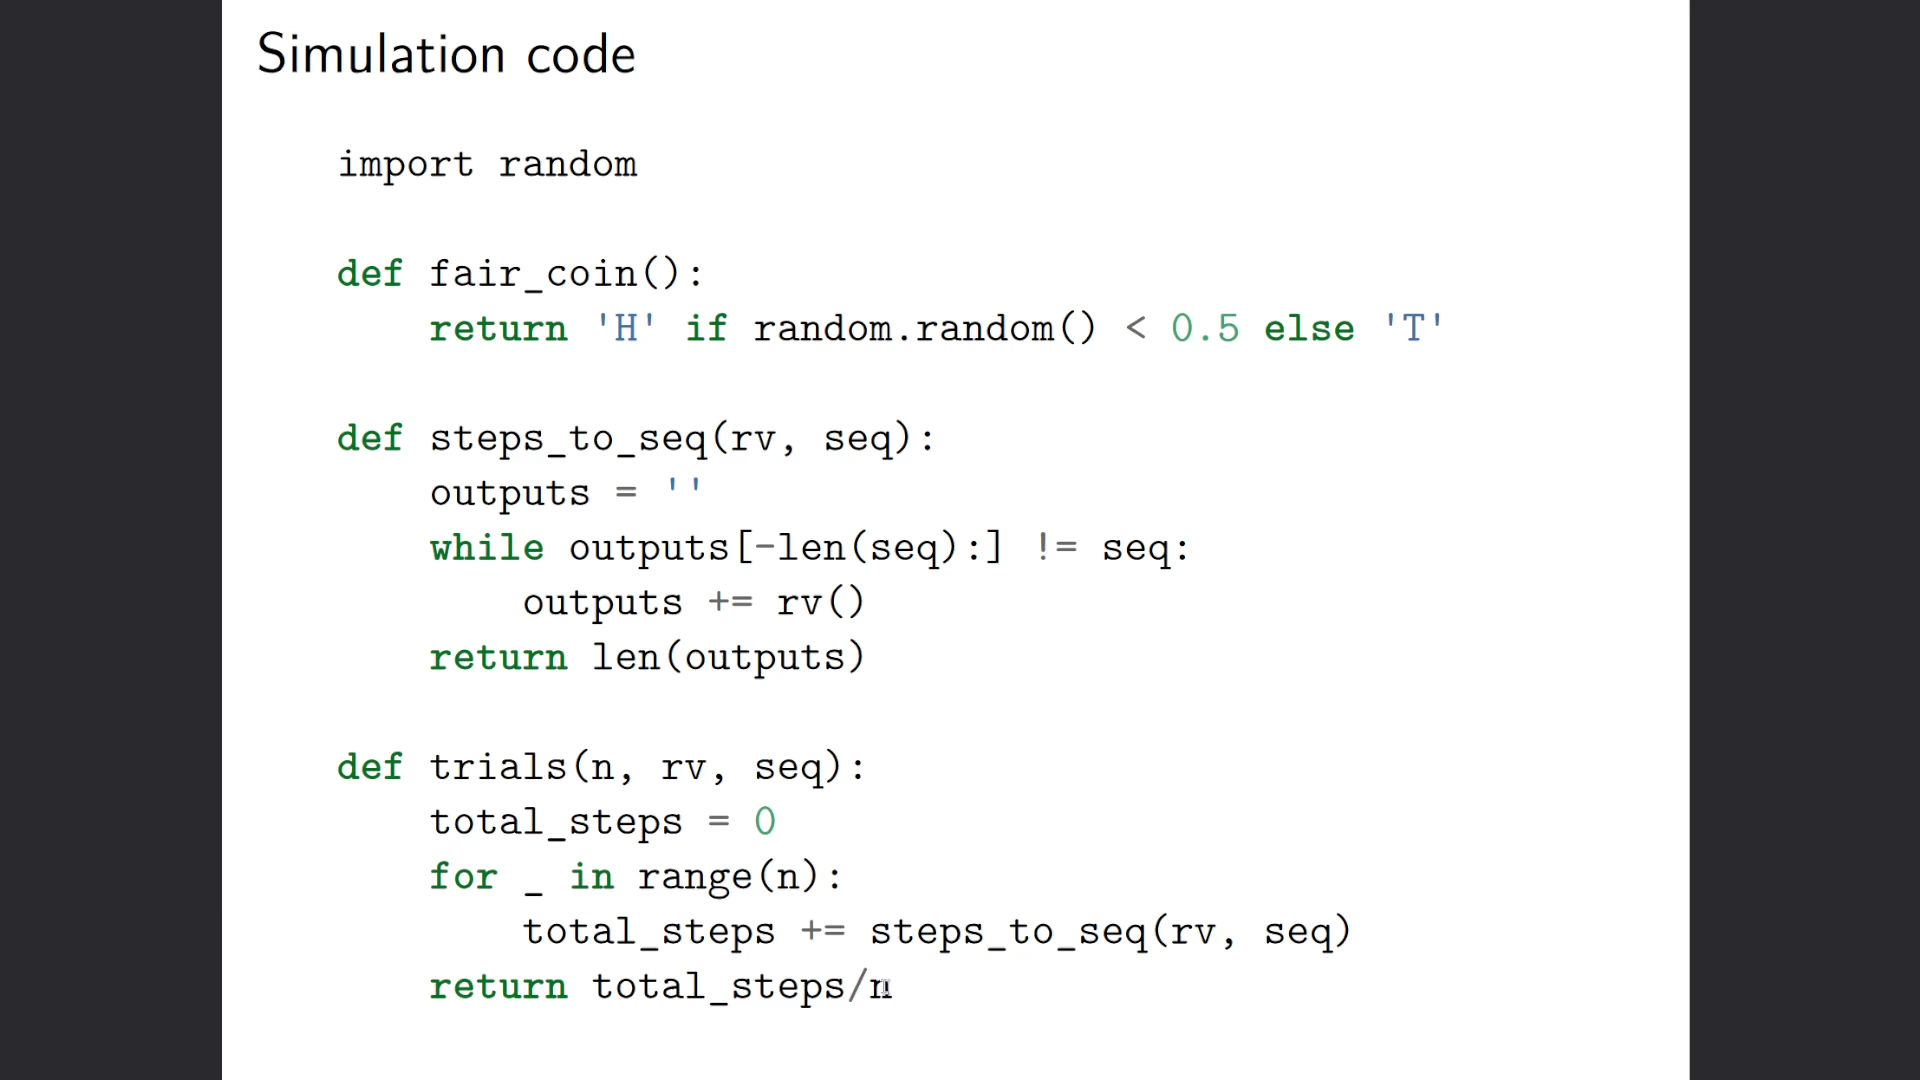 Simulation code
import random
def fair_coin():
    return 'H' if random.random() < 0.5 else 'T'
def steps_to_seq(rv, seq):
    outputs = ''
    while outputs[-len(seq):] != seq:
        outputs += rv()
    return len(outputs)
def trials(n, rv, seq):
    total_steps = 0
    for _ in range(n):
        total_steps += steps_to_seq(rv, seq)
    return total_steps/n